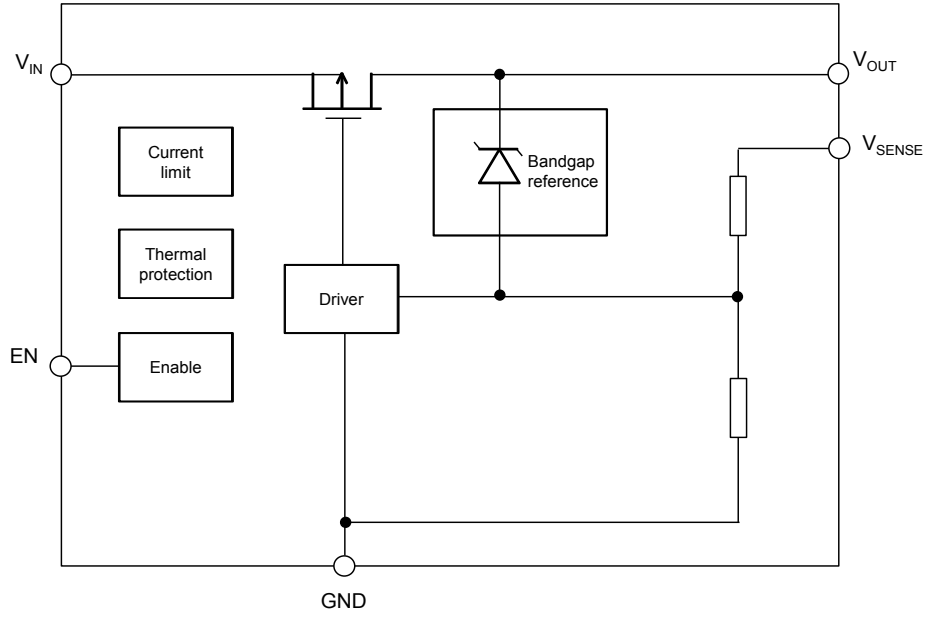 V_IN
V_OUT
V_SENSE
Current
limit
Bandgap
reference
Thermal
protection
Driver
EN
Enable
GND